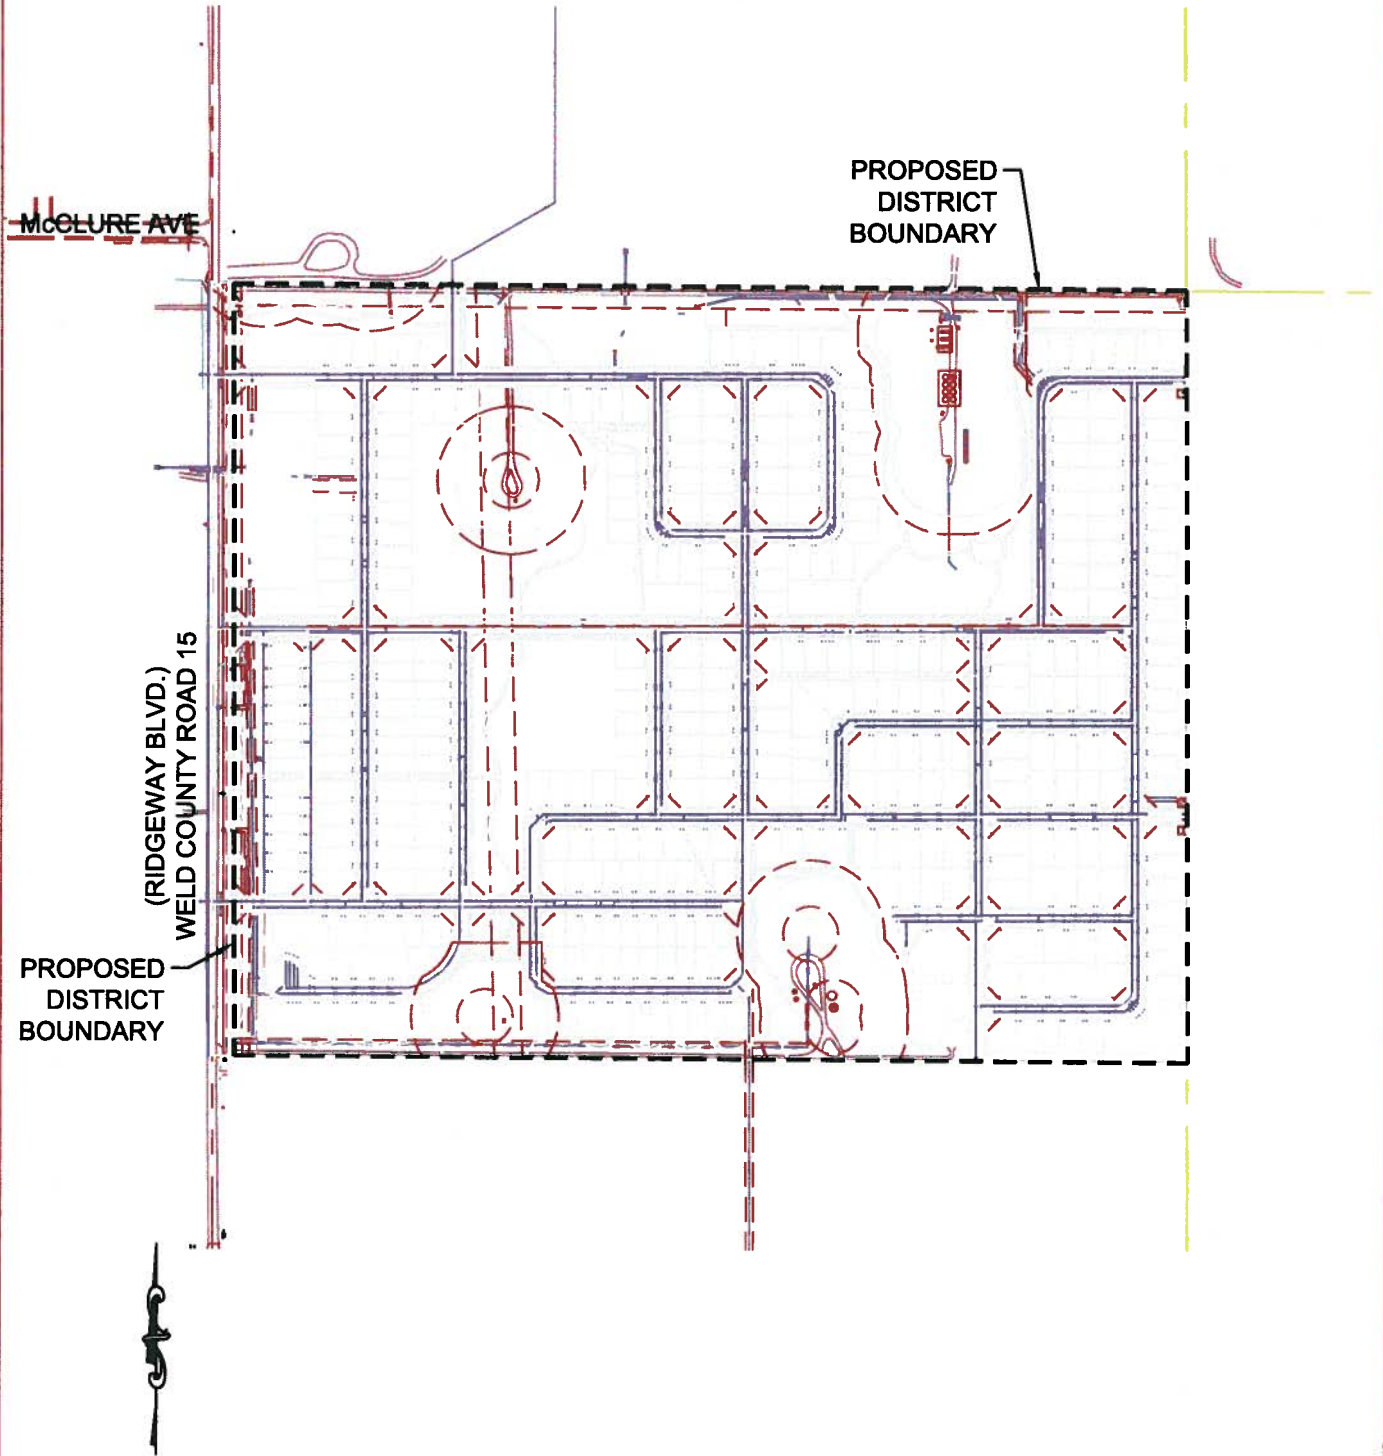 PROPOSED
DISTRICT
BOUNDARY
McCLURE AVE
(RIDGEWAY BLVD.)
WELD COUNTY ROAD 15
PROPOSED
DISTRICT
BOUNDARY